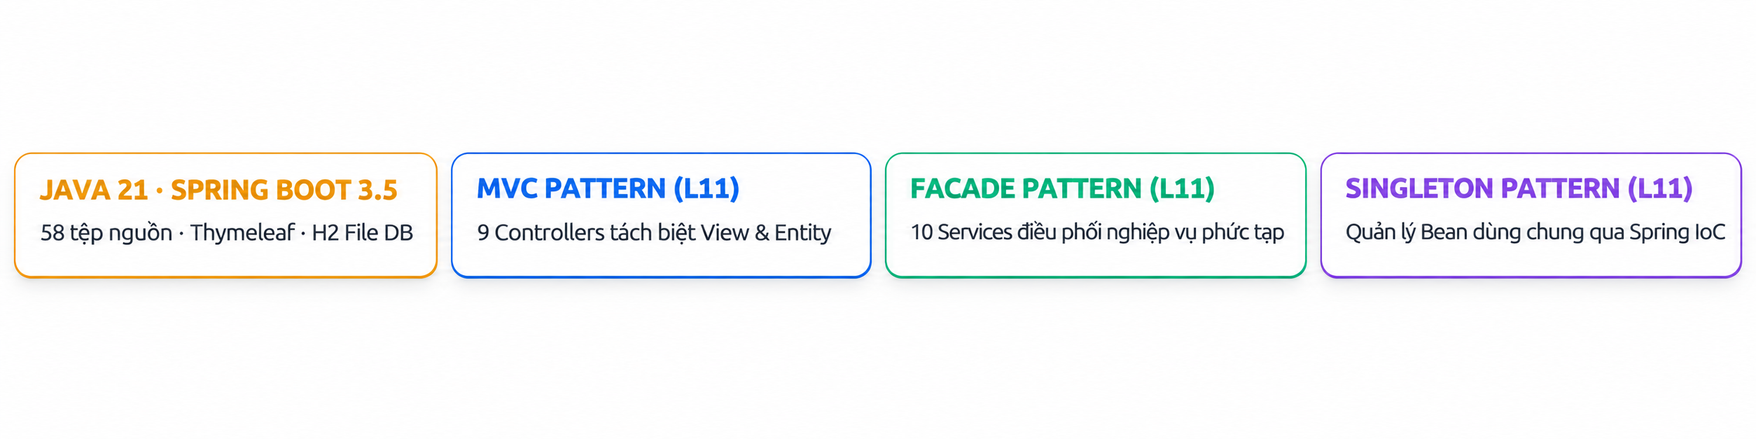 JAVA 21 · SPRING BOOT 3.5
58 tệp nguồn · Thymeleaf · H2 File DB
MVC PATTERN (L11)
9 Controllers tách biệt View & Entity
FACADE PATTERN (L11)
10 Services điều phối nghiệp vụ phức tạp
SINGLETON PATTERN (L11)
Quản lý Bean dùng chung qua Spring IoC